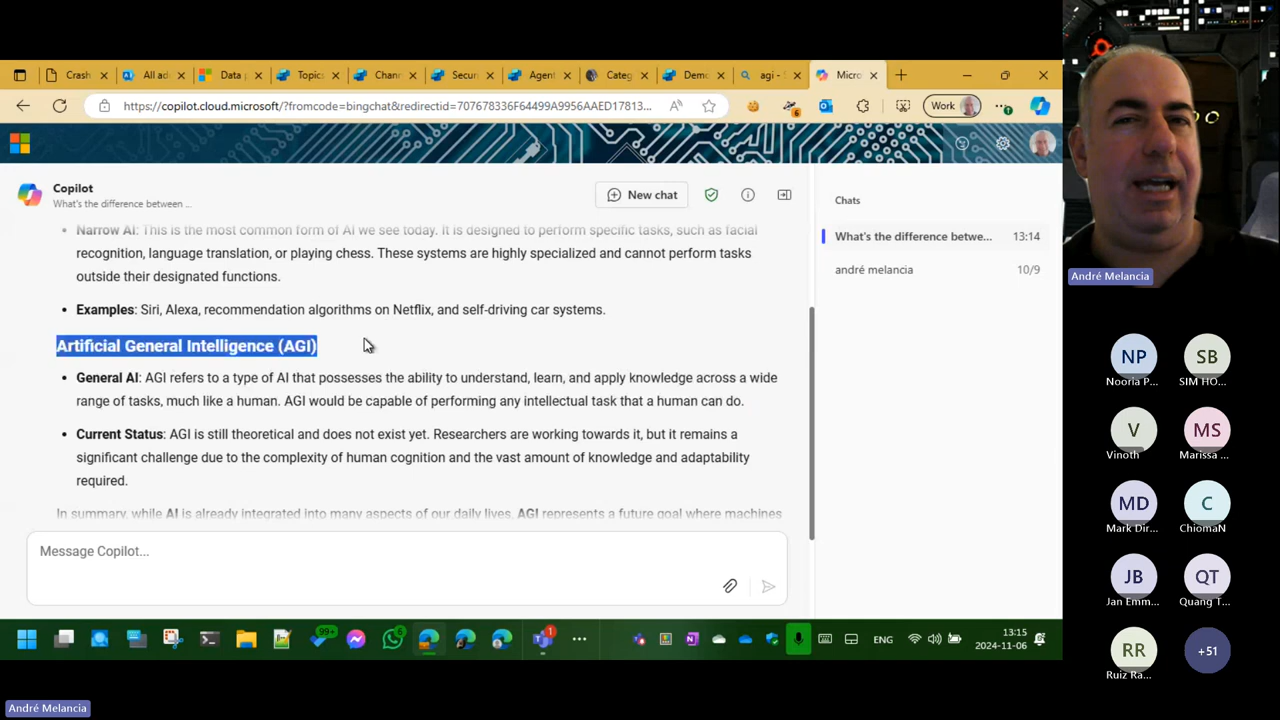 Crash
All ad
Data p
Topics
Chann
Secur
Agent
Categ
Demo
agi -
Micro
https://copilot.cloud.microsoft/?fromcode=bingchat&redirectid=707678336F64499A9956AAED17813...
Work
Copilot
What's the difference between ...
New chat
Narrow AI: This is the most common form of AI we see today. It is designed to perform specific tasks, such as facial
recognition, language translation, or playing chess. These systems are highly specialized and cannot perform tasks
outside their designated functions.
Examples: Siri, Alexa, recommendation algorithms on Netflix, and self-driving car systems.
Artificial General Intelligence (AGI)
General AI: AGI refers to a type of AI that possesses the ability to understand, learn, and apply knowledge across a wide
range of tasks, much like a human. AGI would be capable of performing any intellectual task that a human can do.
Current Status: AGI is still theoretical and does not exist yet. Researchers are working towards it, but it remains a
significant challenge due to the complexity of human cognition and the vast amount of knowledge and adaptability
required.
In summary, while AI is already integrated into many aspects of our daily lives, AGI represents a future goal where machines
Message Copilot...
Chats
What's the difference betwe... 13:14
andré melancia 10/9
99+
6
1
ENG
13:15
2024-11-06
André Melancia
NP
Nooria P...
SB
SIM HO...
V
Vinoth
MS
Marissa ...
MD
Mark Dir...
C
ChiomaN
JB
Jan Emm...
QT
Quang T...
RR
Ruiz Ra...
+51
André Melancia